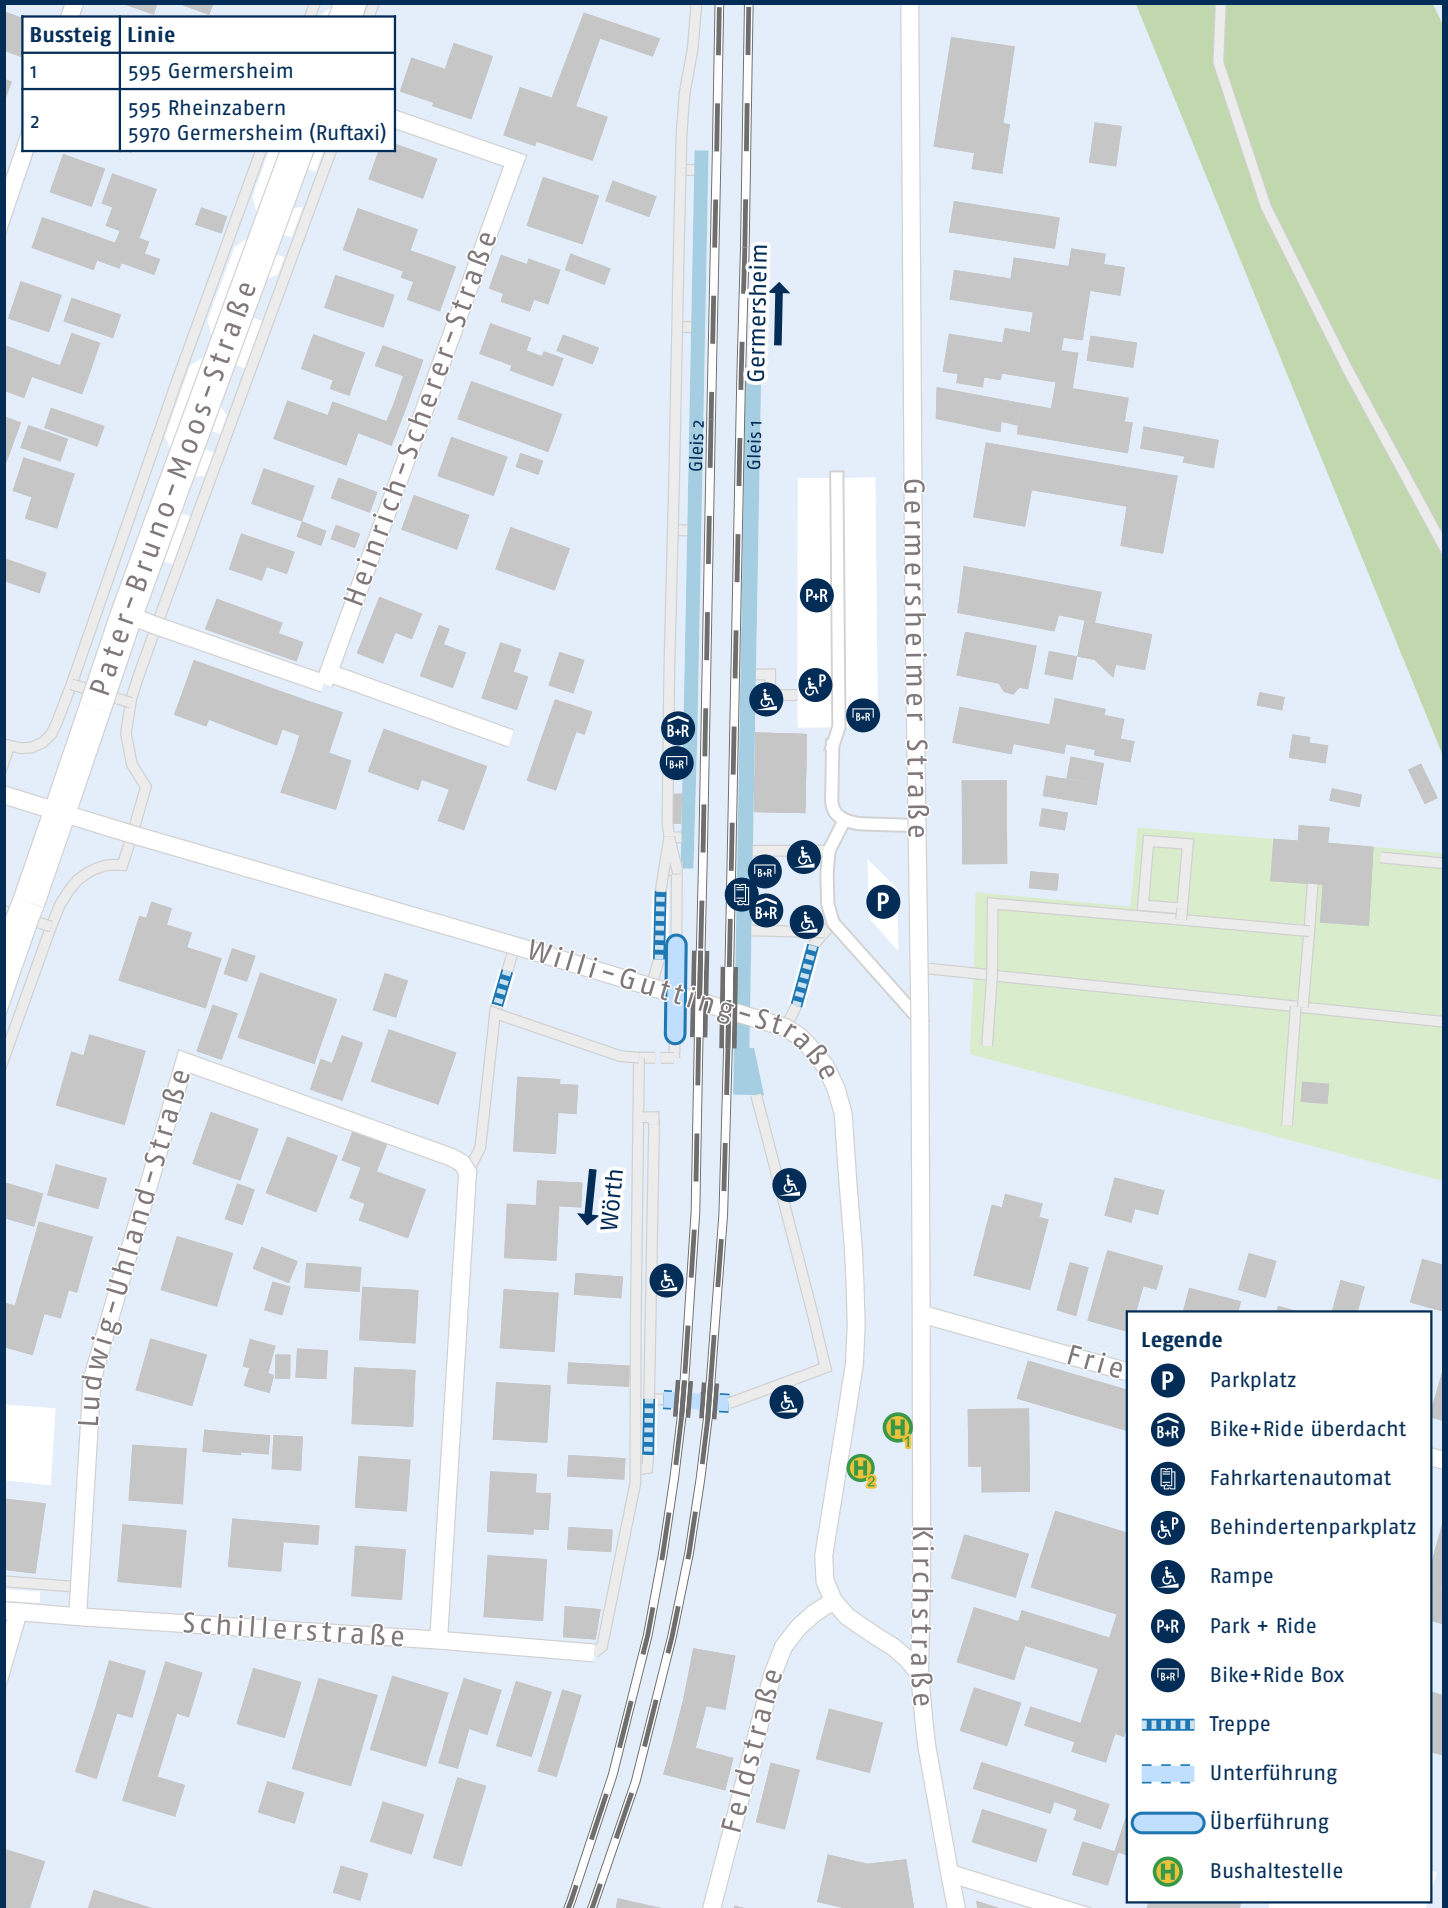 Bussteig Linie
1 595 Germersheim
2 595 Rheinzabern
5970 Germersheim (Ruftaxi)
Pater-Bruno-Moos-Straße
Heinrich-Scherer-Straße
Germersheim
Gleis 2
Gleis 1
Germersheimer Straße
P+R
P
B+R
B+R
B+R
B+R
B+R
P
Willi-Gutting-Straße
Ludwig-Uhland-Straße
Wörth
Frie
H
1
H
2
Kirchstraße
Schillerstraße
Feldstraße
Legende
P Parkplatz
B+R Bike+Ride überdacht
Fahrkartenautomat
P Behindertenparkplatz
Rampe
P+R Park + Ride
B+R Bike+Ride Box
Treppe
Unterführung
Überführung
H Bushaltestelle